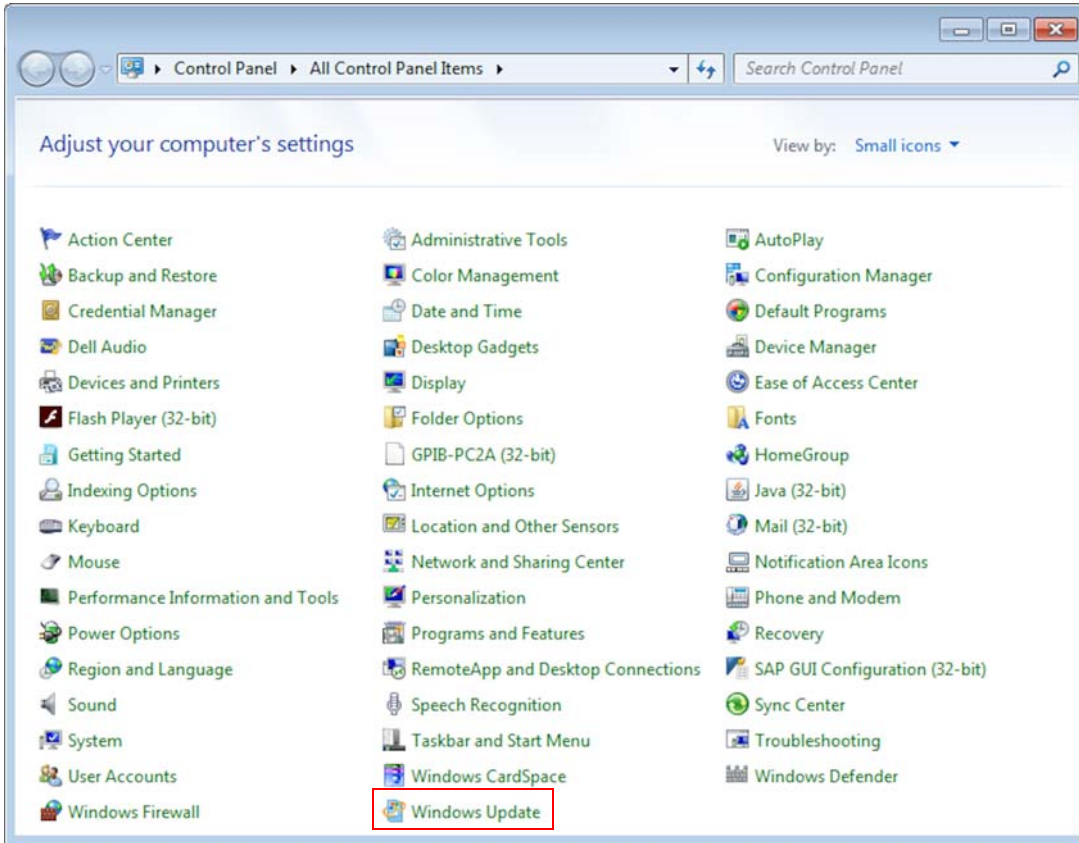 Control Panel All Control Panel Items
Search Control Panel
Adjust your computer's settings
View by: Small icons
Action Center
Administrative Tools
AutoPlay
Backup and Restore
Color Management
Configuration Manager
Credential Manager
Date and Time
Default Programs
Dell Audio
Desktop Gadgets
Device Manager
Devices and Printers
Display
Ease of Access Center
Flash Player (32-bit)
Folder Options
Fonts
Getting Started
GPIB-PC2A (32-bit)
HomeGroup
Indexing Options
Internet Options
Java (32-bit)
Keyboard
Location and Other Sensors
Mail (32-bit)
Mouse
Network and Sharing Center
Notification Area Icons
Performance Information and Tools
Personalization
Phone and Modem
Power Options
Programs and Features
Recovery
Region and Language
RemoteApp and Desktop Connections
SAP GUI Configuration (32-bit)
Sound
Speech Recognition
Sync Center
System
Taskbar and Start Menu
Troubleshooting
User Accounts
Windows CardSpace
Windows Defender
Windows Firewall
Windows Update